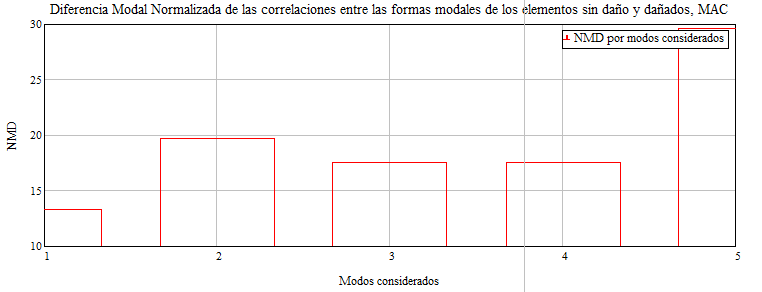 Diferencia Modal Normalizada de las correlaciones entre las formas modales de los elementos sin daño y dañados, MAC
NMD por modos considerados
NMD
30
25
20
15
10
1 2 3 4 5
Modos considerados